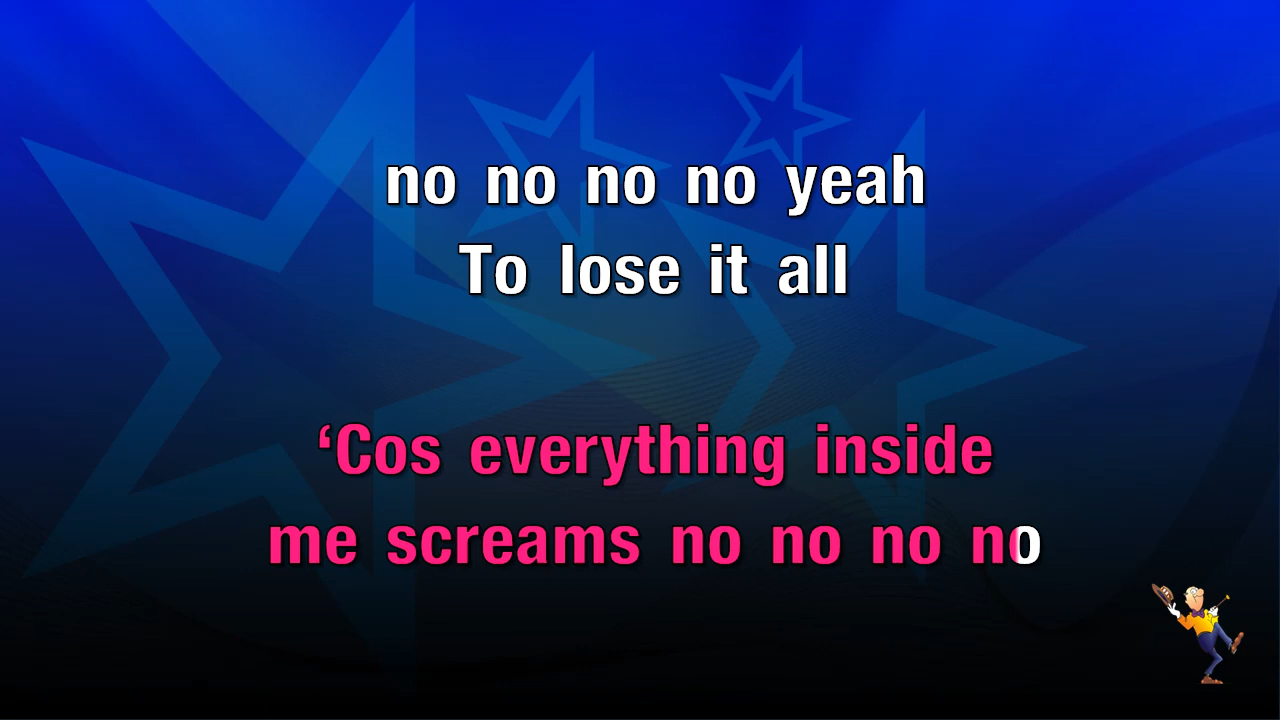 no no no no yeah
To lose it all
‘Cos everything inside
me screams no no no no